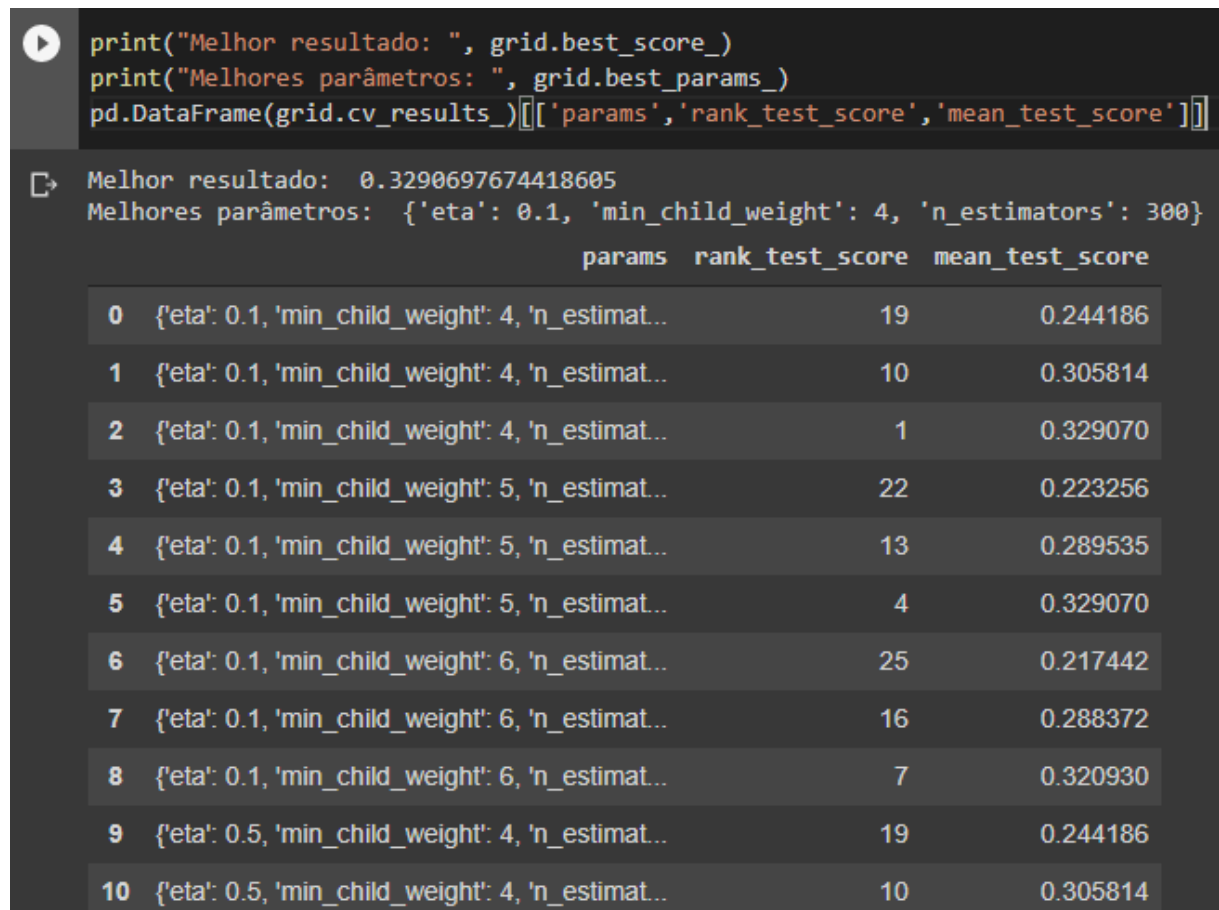 print("Melhor resultado: ", grid.best_score_)
print("Melhores parâmetros: ", grid.best_params_)
pd.DataFrame(grid.cv_results_)[['params','rank_test_score','mean_test_score']]
Melhor resultado:  0.3290697674418605
Melhores parâmetros:  {'eta': 0.1, 'min_child_weight': 4, 'n_estimators': 300}
params rank_test_score mean_test_score
0 {'eta': 0.1, 'min_child_weight': 4, 'n_estimat... 19 0.244186
1 {'eta': 0.1, 'min_child_weight': 4, 'n_estimat... 10 0.305814
2 {'eta': 0.1, 'min_child_weight': 4, 'n_estimat... 1 0.329070
3 {'eta': 0.1, 'min_child_weight': 5, 'n_estimat... 22 0.223256
4 {'eta': 0.1, 'min_child_weight': 5, 'n_estimat... 13 0.289535
5 {'eta': 0.1, 'min_child_weight': 5, 'n_estimat... 4 0.329070
6 {'eta': 0.1, 'min_child_weight': 6, 'n_estimat... 25 0.217442
7 {'eta': 0.1, 'min_child_weight': 6, 'n_estimat... 16 0.288372
8 {'eta': 0.1, 'min_child_weight': 6, 'n_estimat... 7 0.320930
9 {'eta': 0.5, 'min_child_weight': 4, 'n_estimat... 19 0.244186
10 {'eta': 0.5, 'min_child_weight': 4, 'n_estimat... 10 0.305814